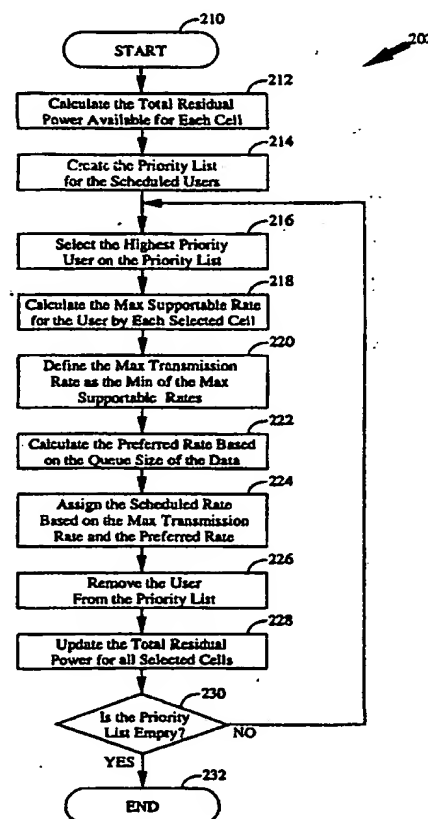 210
START
202
212
Calculate the Total Residual
Power Available for Each Cell
214
Create the Priority List
for the Scheduled Users
216
Select the Highest Priority
User on the Priority List
218
Calculate the Max Supportable Rate
for the User by Each Selected Cell
220
Define the Max Transmission
Rate as the Min of the Max
Supportable Rates
222
Calculate the Preferred Rate Based
on the Queue Size of the Data
224
Assign the Scheduled Rate
Based on the Max Transmission
Rate and the Preferred Rate
226
Remove the User
From the Priority List
228
Update the Total Residual
Power for all Selected Cells
230
Is the Priority
List Empty?
NO
YES
232
END